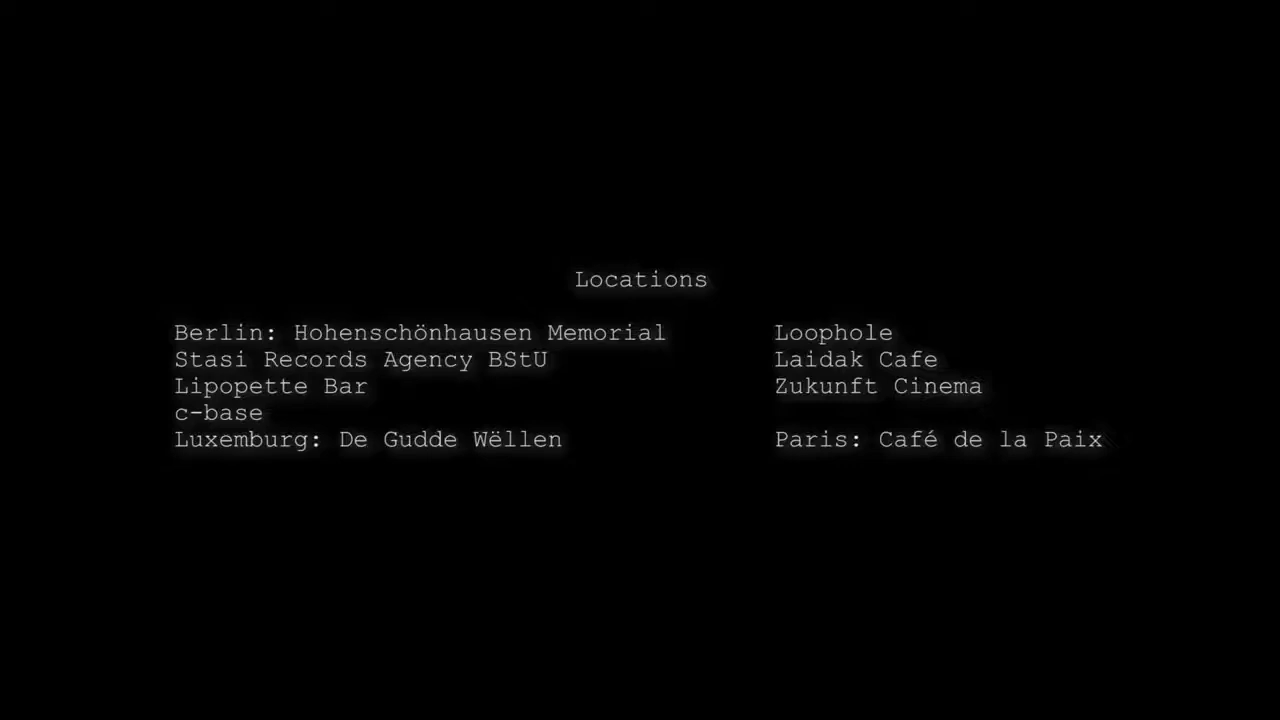 Locations
Berlin: Hohenschönhausen Memorial
Stasi Records Agency BStU
Lipopette Bar
c-base
Luxemburg: De Gudde Wëllen
Loophole
Laidak Cafe
Zukunft Cinema
Paris: Café de la Paix